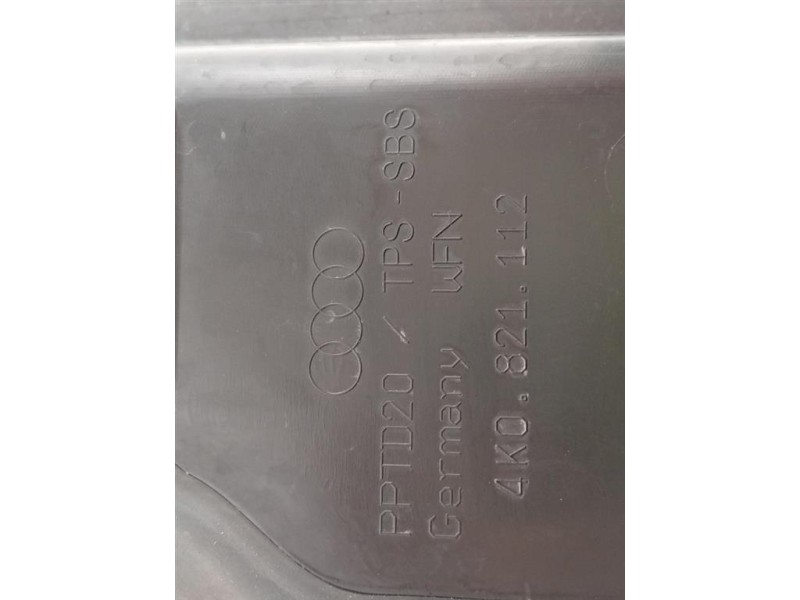 PPTD20 / TPS-SBS
Germany WFN
4K0.821.112